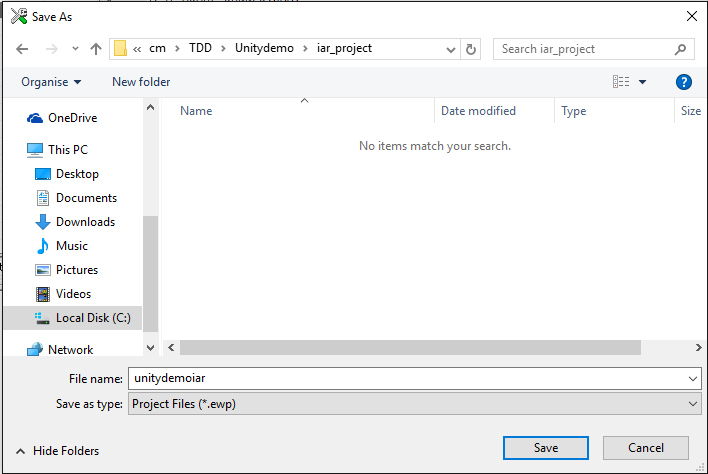 Save As
« cm > TDD > Unitydemo > iar_project
Search iar_project
Organise
New folder
?
OneDrive
This PC
Desktop
Documents
Downloads
Music
Pictures
Videos
Local Disk (C:)
Network
Name
Date modified
Type
Size
No items match your search.
File name: unitydemoiar
Save as type: Project Files (*.ewp)
Hide Folders
Save
Cancel